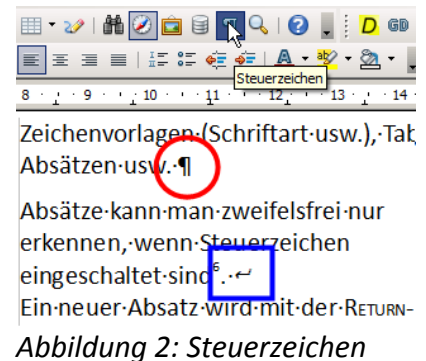 D GD
Steuerzeichen
8 · 9 · 10 · 11 · 12 · 13 · 14
Zeichenvorlagen·(Schriftart·usw.),·Tab
Absätzen·usw.·¶
Absätze·kann·man·zweifelsfrei·nur
erkennen,·wenn·Steuerzeichen
eingeschaltet·sind⁶.·↵
Ein·neuer·Absatz·wird·mit·der·RETURN-
Abbildung 2: Steuerzeichen